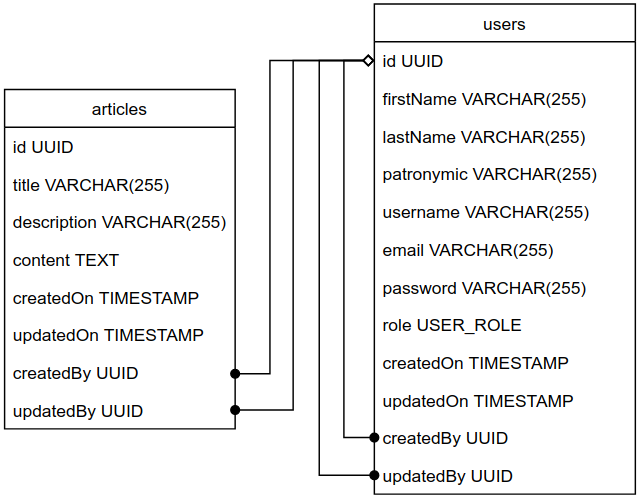 articles
id UUID
title VARCHAR(255)
description VARCHAR(255)
content TEXT
createdOn TIMESTAMP
updatedOn TIMESTAMP
createdBy UUID
updatedBy UUID
users
id UUID
firstName VARCHAR(255)
lastName VARCHAR(255)
patronymic VARCHAR(255)
username VARCHAR(255)
email VARCHAR(255)
password VARCHAR(255)
role USER_ROLE
createdOn TIMESTAMP
updatedOn TIMESTAMP
createdBy UUID
updatedBy UUID